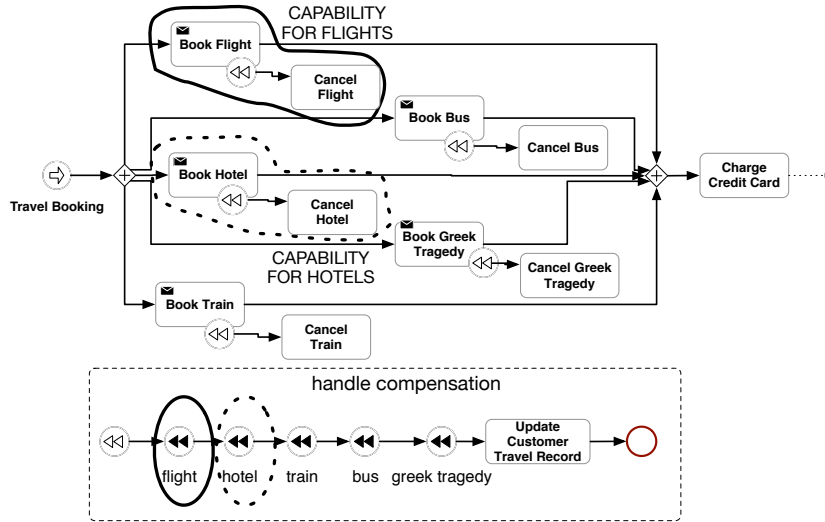 CAPABILITY
FOR FLIGHTS
Book Flight
Cancel
Flight
Book Bus
Cancel Bus
Book Hotel
Cancel
Hotel
Travel Booking
Charge
Credit Card
Book Greek
Tragedy
CAPABILITY
FOR HOTELS
Cancel Greek
Tragedy
Book Train
Cancel
Train
handle compensation
Update
Customer
Travel Record
flight
hotel
train
bus
greek tragedy